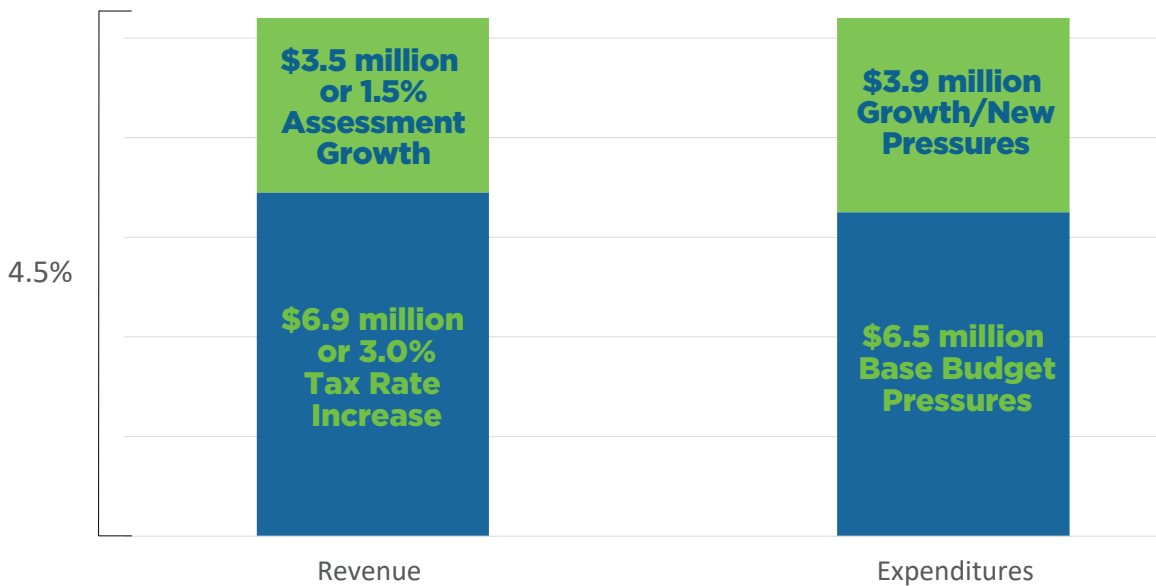 $3.5 million
or 1.5%
Assessment
Growth
$3.9 million
Growth/New
Pressures
4.5%
$6.9 million
or 3.0%
Tax Rate
Increase
$6.5 million
Base Budget
Pressures
Revenue
Expenditures